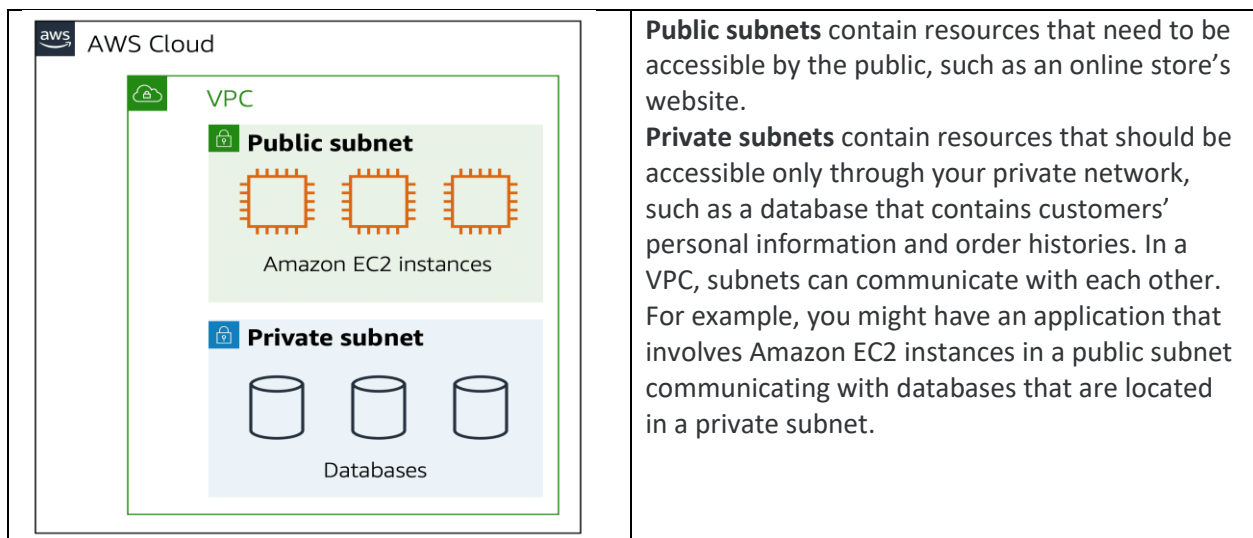 aws
AWS Cloud
VPC
Public subnet
Amazon EC2 instances
Private subnet
Databases
Public subnets contain resources that need to be
accessible by the public, such as an online store’s
website.
Private subnets contain resources that should be
accessible only through your private network,
such as a database that contains customers’
personal information and order histories. In a
VPC, subnets can communicate with each other.
For example, you might have an application that
involves Amazon EC2 instances in a public subnet
communicating with databases that are located
in a private subnet.